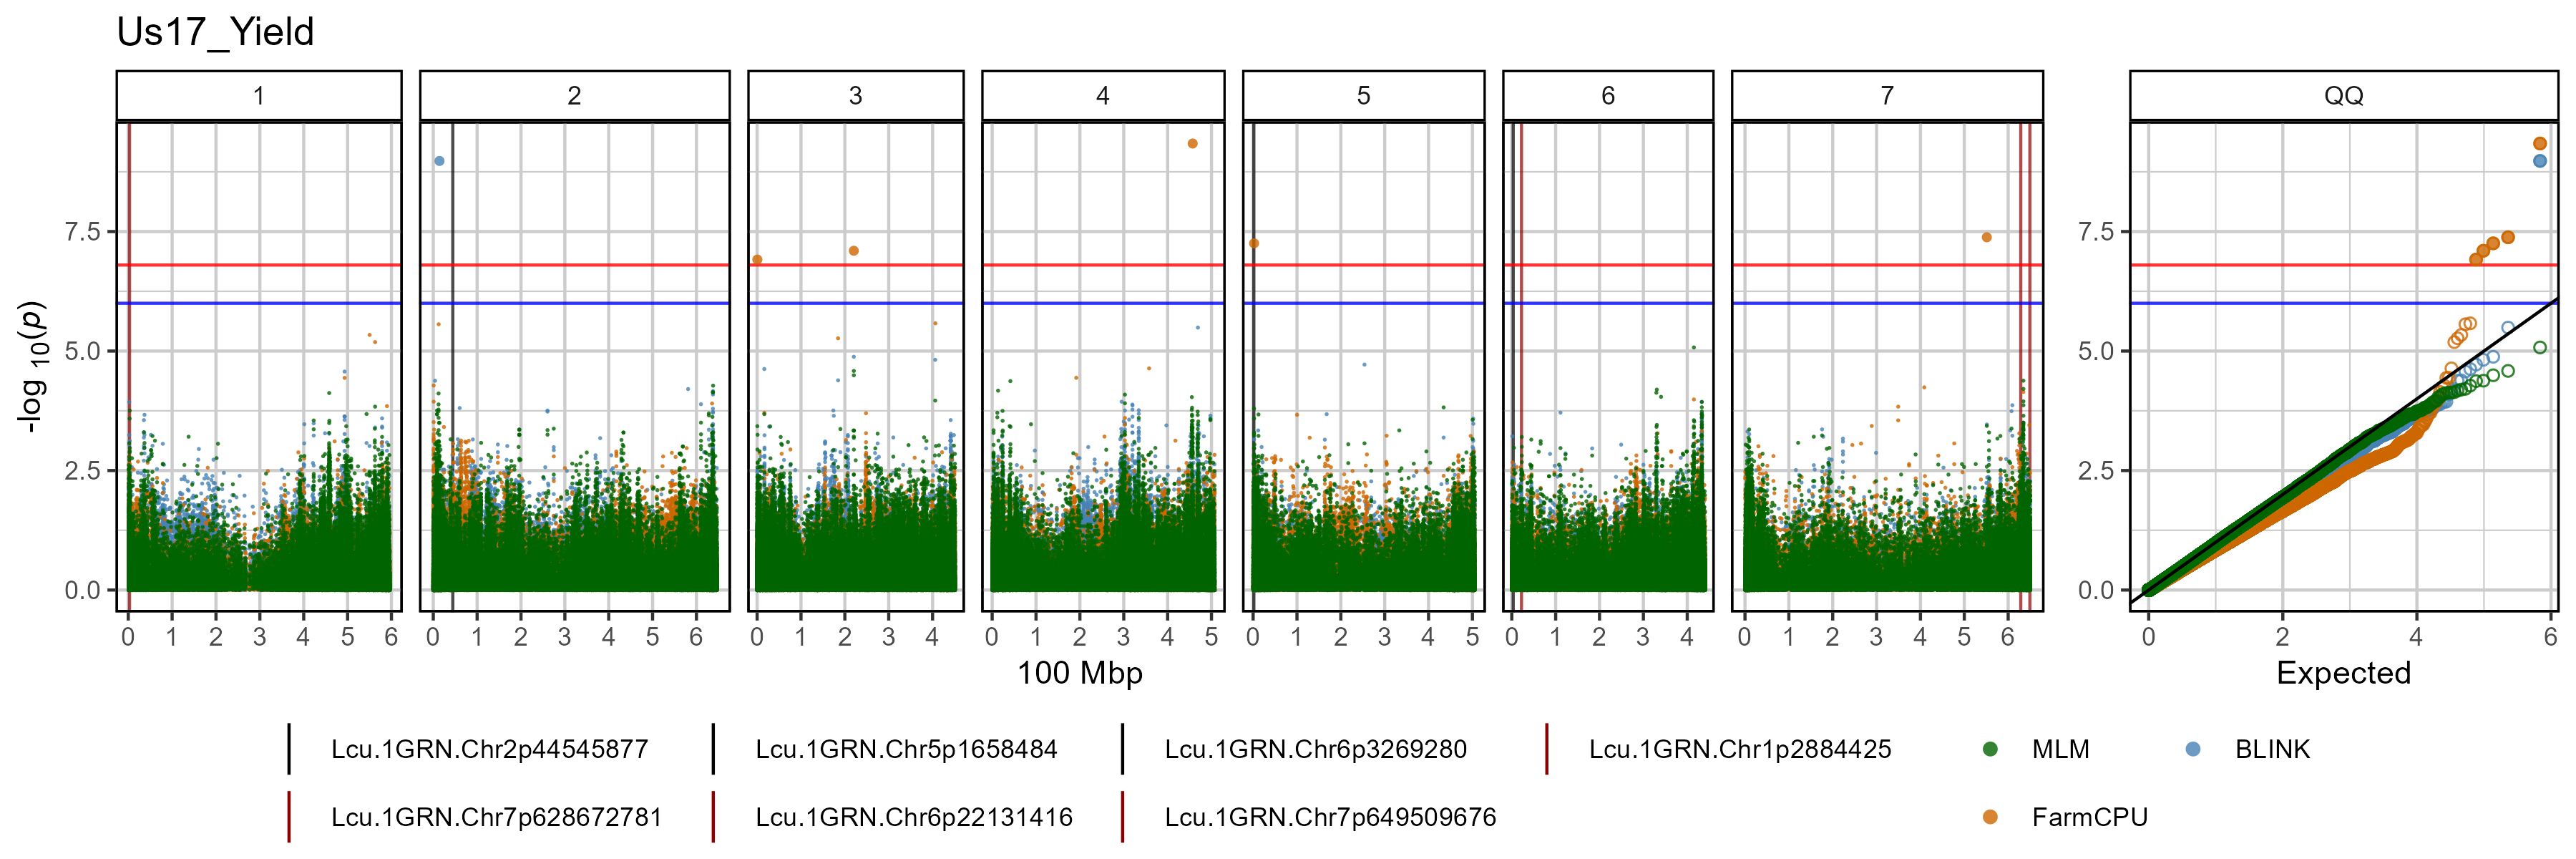 Us17_Yield
1 2 3 4 5 6 7 QQ
-log 10(p)
7.5 7.5
5.0 5.0
2.5 2.5
0.0 0.0
0 1 2 3 4 5 6 0 1 2 3 4 5 6 0 1 2 3 4 0 1 2 3 4 5 0 1 2 3 4 5 0 1 2 3 4 0 1 2 3 4 5 6 0 2 4 6
100 Mbp Expected
Lcu.1GRN.Chr2p44545877 Lcu.1GRN.Chr5p1658484 Lcu.1GRN.Chr6p3269280 Lcu.1GRN.Chr1p2884425 MLM BLINK
Lcu.1GRN.Chr7p628672781 Lcu.1GRN.Chr6p22131416 Lcu.1GRN.Chr7p649509676 FarmCPU